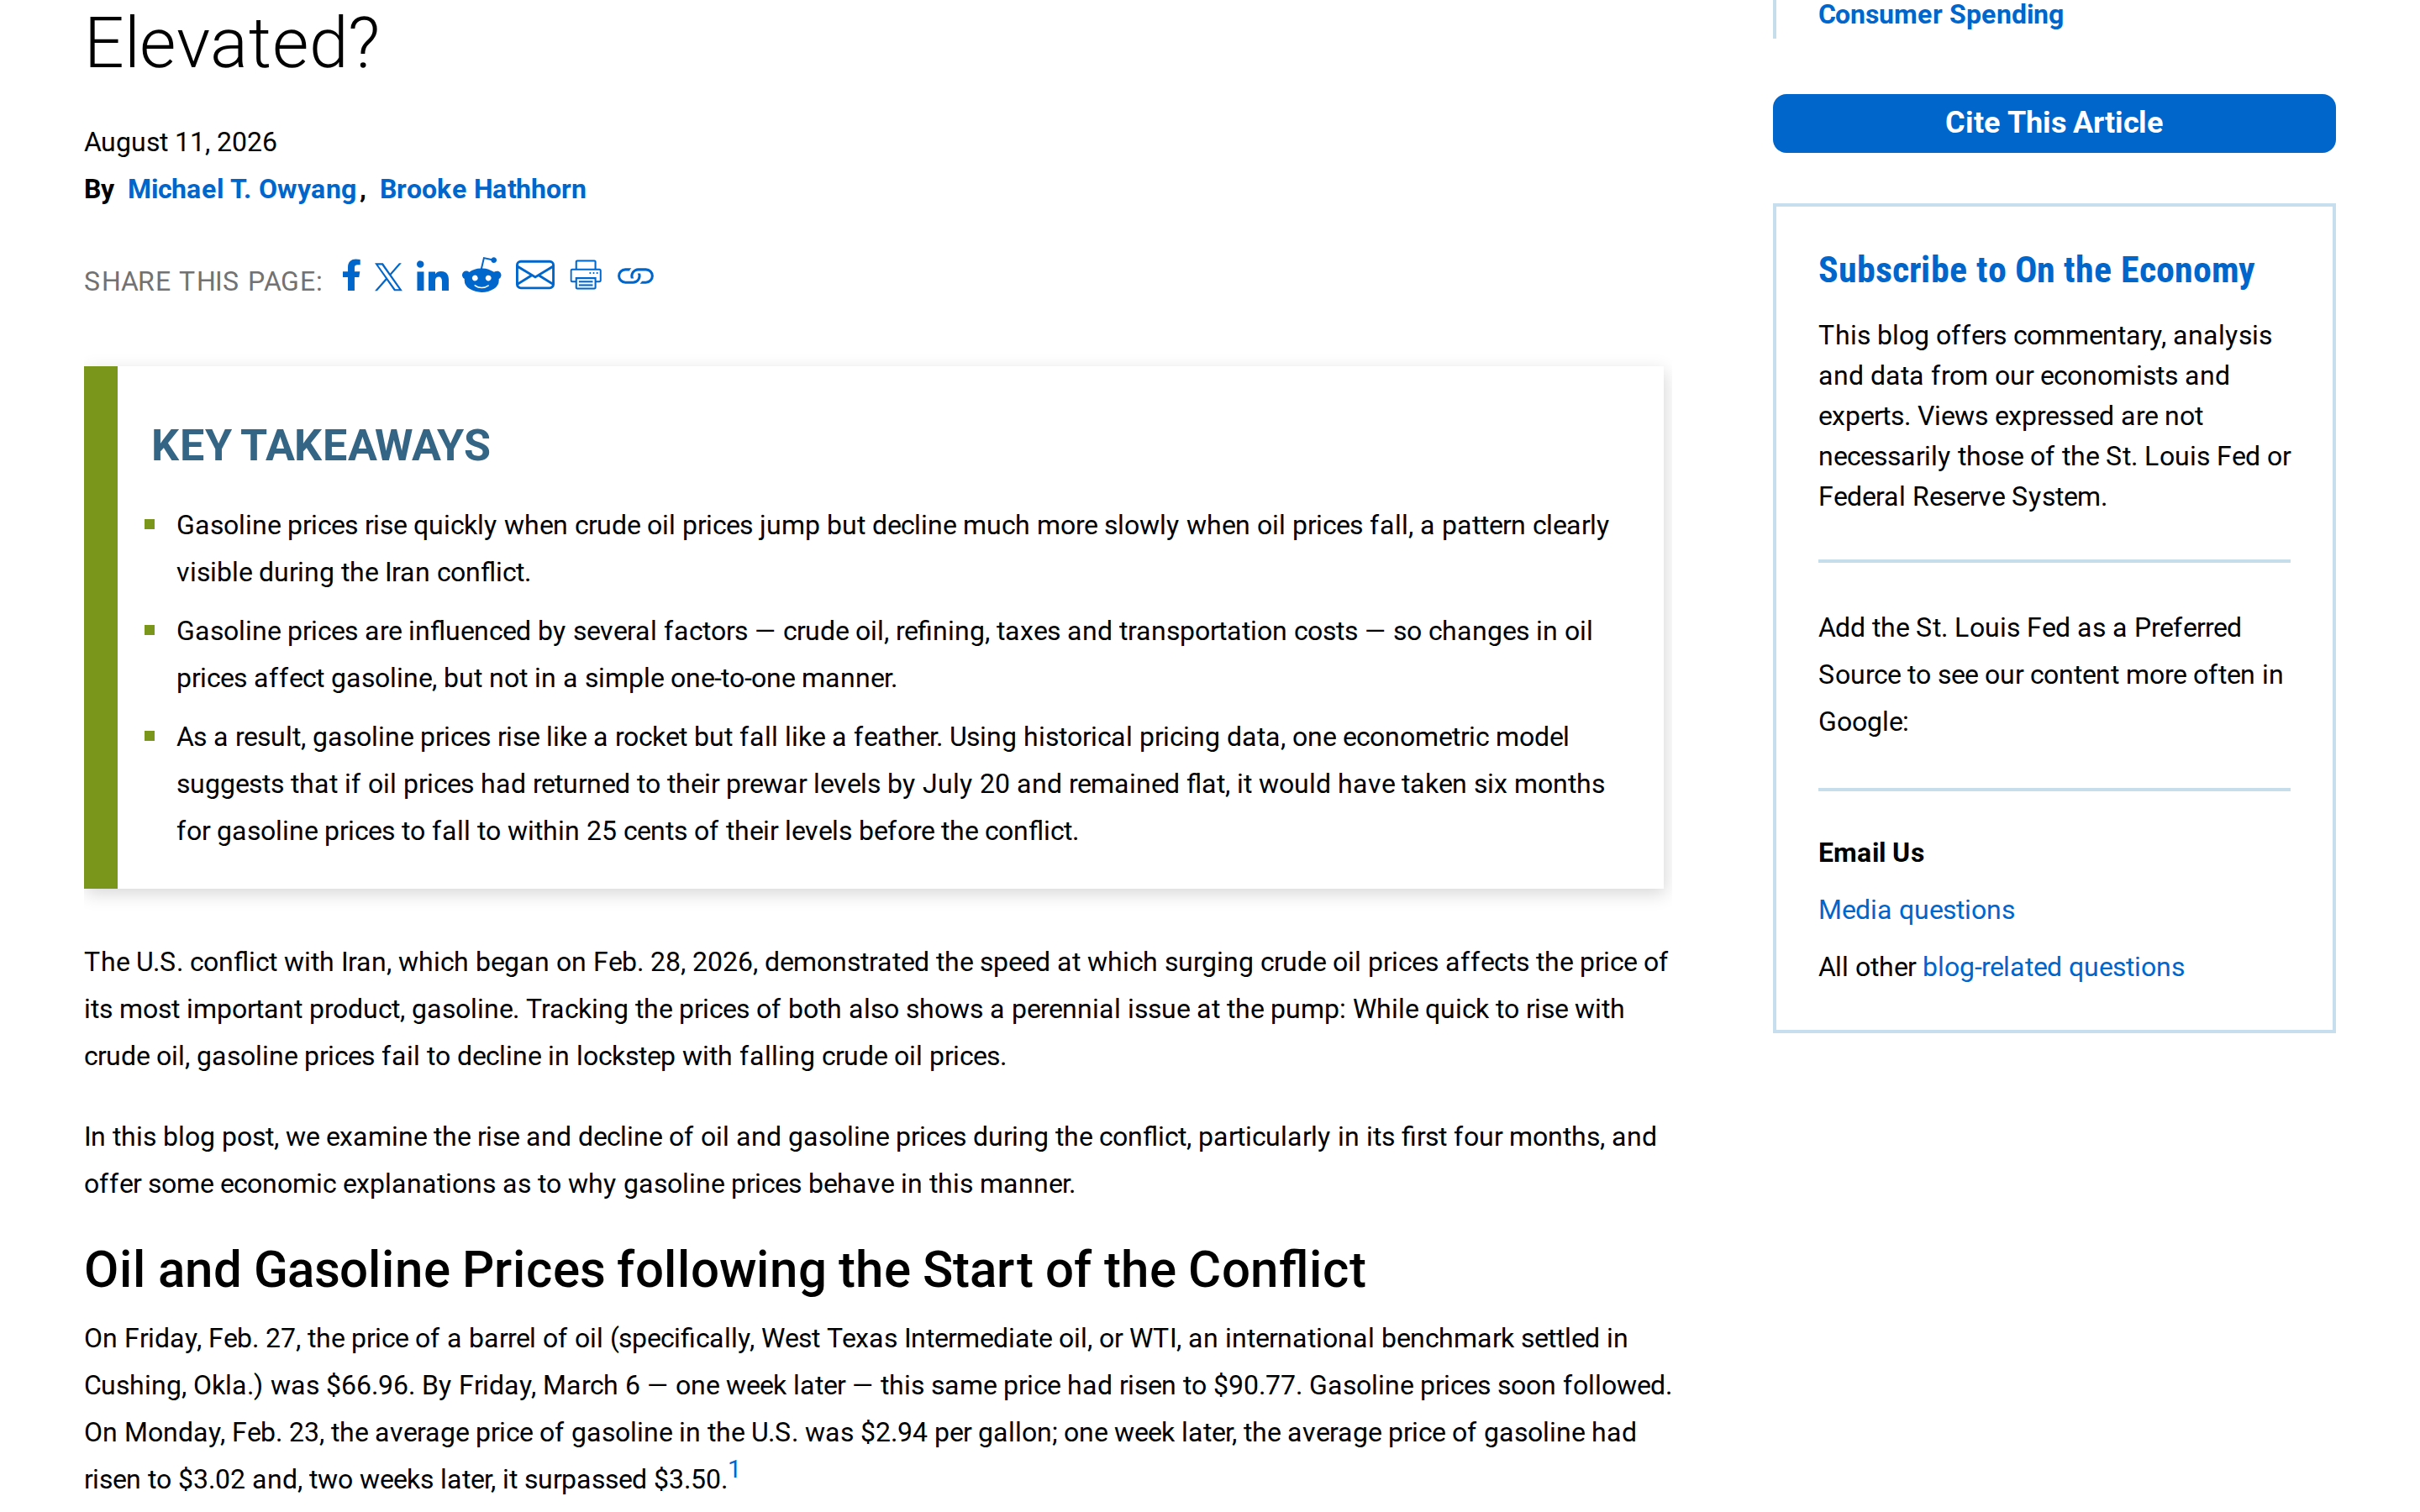 Elevated?
August 11, 2026
By Michael T. Owyang, Brooke Hathhorn
SHARE THIS PAGE:
KEY TAKEAWAYS
Gasoline prices rise quickly when crude oil prices jump but decline much more slowly when oil prices fall, a pattern clearly
visible during the Iran conflict.
Gasoline prices are influenced by several factors — crude oil, refining, taxes and transportation costs — so changes in oil
prices affect gasoline, but not in a simple one-to-one manner.
As a result, gasoline prices rise like a rocket but fall like a feather. Using historical pricing data, one econometric model
suggests that if oil prices had returned to their prewar levels by July 20 and remained flat, it would have taken six months
for gasoline prices to fall to within 25 cents of their levels before the conflict.
The U.S. conflict with Iran, which began on Feb. 28, 2026, demonstrated the speed at which surging crude oil prices affects the price of
its most important product, gasoline. Tracking the prices of both also shows a perennial issue at the pump: While quick to rise with
crude oil, gasoline prices fail to decline in lockstep with falling crude oil prices.
In this blog post, we examine the rise and decline of oil and gasoline prices during the conflict, particularly in its first four months, and
offer some economic explanations as to why gasoline prices behave in this manner.
Oil and Gasoline Prices following the Start of the Conflict
On Friday, Feb. 27, the price of a barrel of oil (specifically, West Texas Intermediate oil, or WTI, an international benchmark settled in
Cushing, Okla.) was $66.96. By Friday, March 6 — one week later — this same price had risen to $90.77. Gasoline prices soon followed.
On Monday, Feb. 23, the average price of gasoline in the U.S. was $2.94 per gallon; one week later, the average price of gasoline had
risen to $3.02 and, two weeks later, it surpassed $3.50.1
Consumer Spending
Cite This Article
Subscribe to On the Economy
This blog offers commentary, analysis
and data from our economists and
experts. Views expressed are not
necessarily those of the St. Louis Fed or
Federal Reserve System.
Add the St. Louis Fed as a Preferred
Source to see our content more often in
Google:
Email Us
Media questions
All other blog-related questions